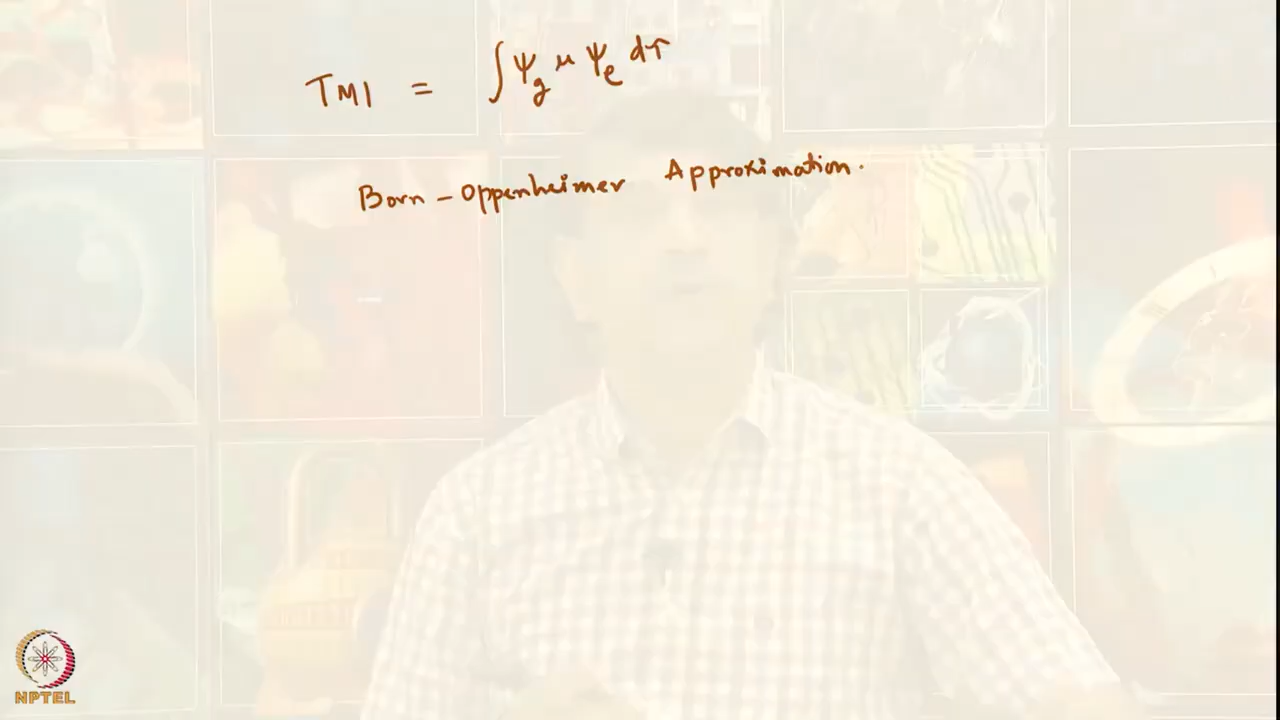 TMI = ∫ Ψg μ Ψe dτ
Born - Oppenheimer Approximation.
NPTEL